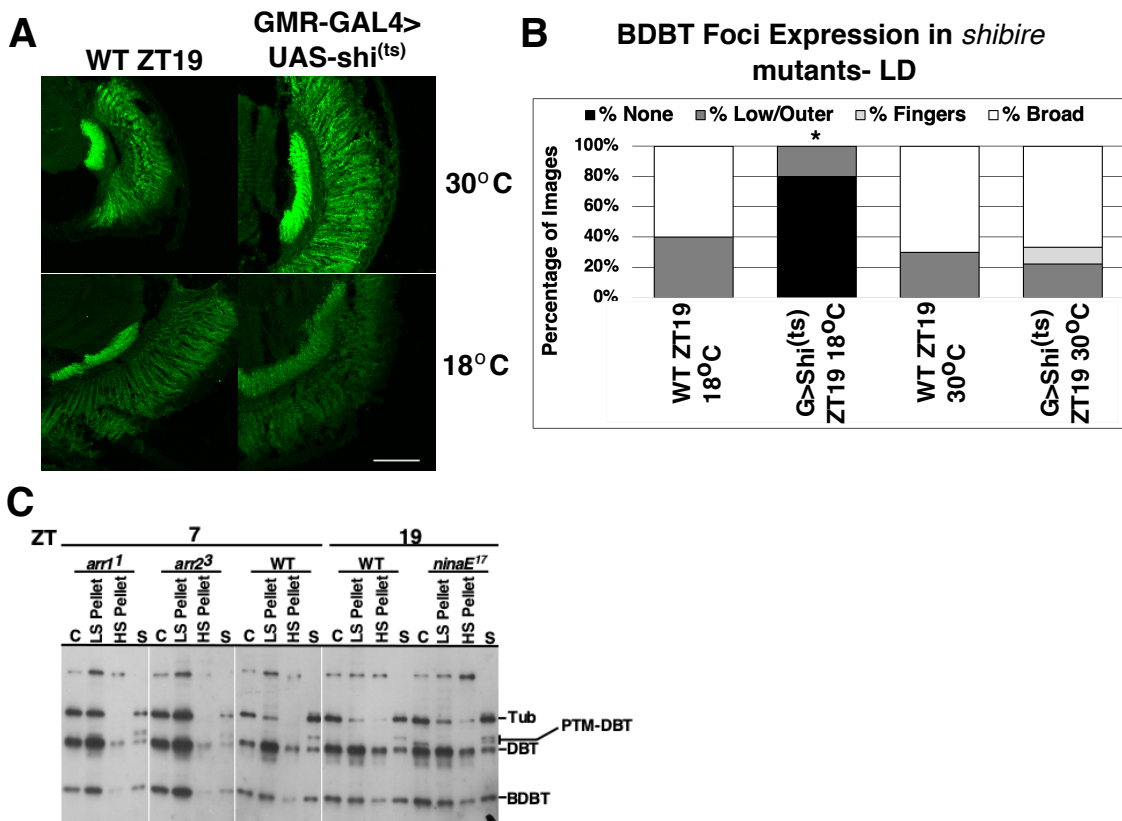 A
WT ZT19
GMR-GAL4>
UAS-shi(ts)
30°C
18°C
B
BDBT Foci Expression in shibire
mutants- LD
% None % Low/Outer % Fingers % Broad
*
Percentage of Images
100%
80%
60%
40%
20%
0%
WT ZT19
18°C
G>Shi(ts)
ZT19 18°C
WT ZT19
30°C
G>Shi(ts)
ZT19 30°C
C
ZT 7 19
arr1¹ arr2³ WT WT ninaE¹⁷
C LS Pellet HS Pellet S C LS Pellet HS Pellet S C LS Pellet HS Pellet S C LS Pellet HS Pellet S C LS Pellet HS Pellet S
Tub
PTM-DBT
DBT
BDBT